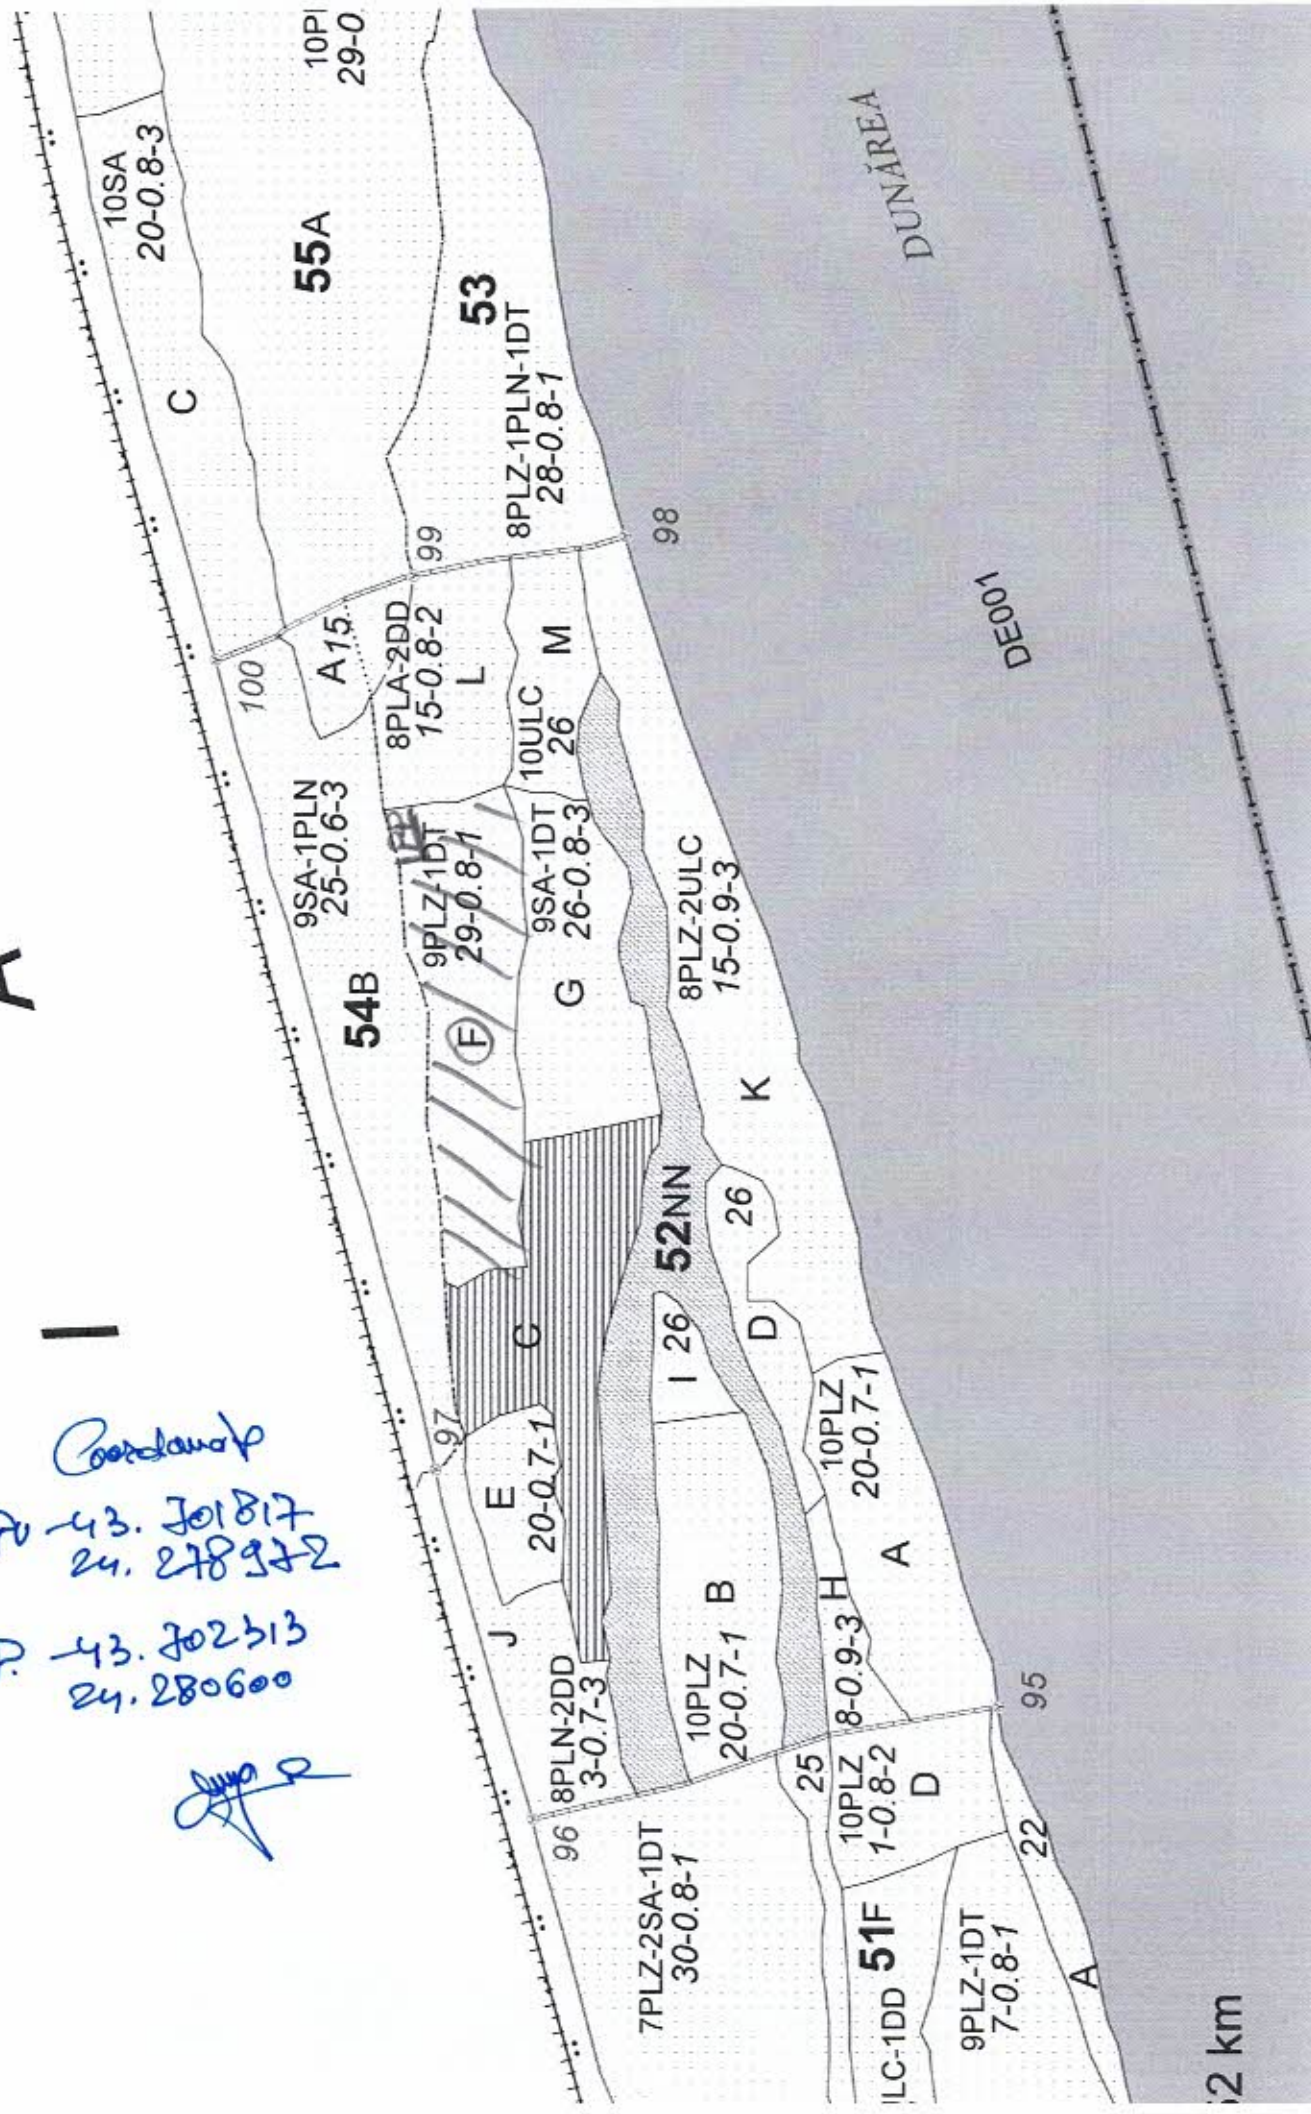 A
I
Coordonate
-43. 701817
24. 278972
P. -43. 702313
24. 280600
10SA
20-0.8-3
C
55A
29-0
53
8PLZ-1PLN-1DT
28-0.8-1
DUNĂREA
98
99
100
DE001
A 15
8PLA-2DD
15-0.8-2
L
M
10ULC
26
9SA-1PLN
25-0.6-3
54B
9PLZ-1DT
29-0.8-1
F
9SA-1DT
26-0.8-3
G
8PLZ-2ULC
15-0.9-3
K
52NN
26
C
I 26
D
97
E
20-0.7-1
J
8PLN-2DD
3-0.7-3
10PLZ
20-0.7-1
B
H
8-0.9-3
10PLZ
20-0.7-1
A
95
96
7PLZ-2SA-1DT
30-0.8-1
25
10PLZ
1-0.8-2
D
22
51F
LC-1DD
9PLZ-1DT
7-0.8-1
A
2 km